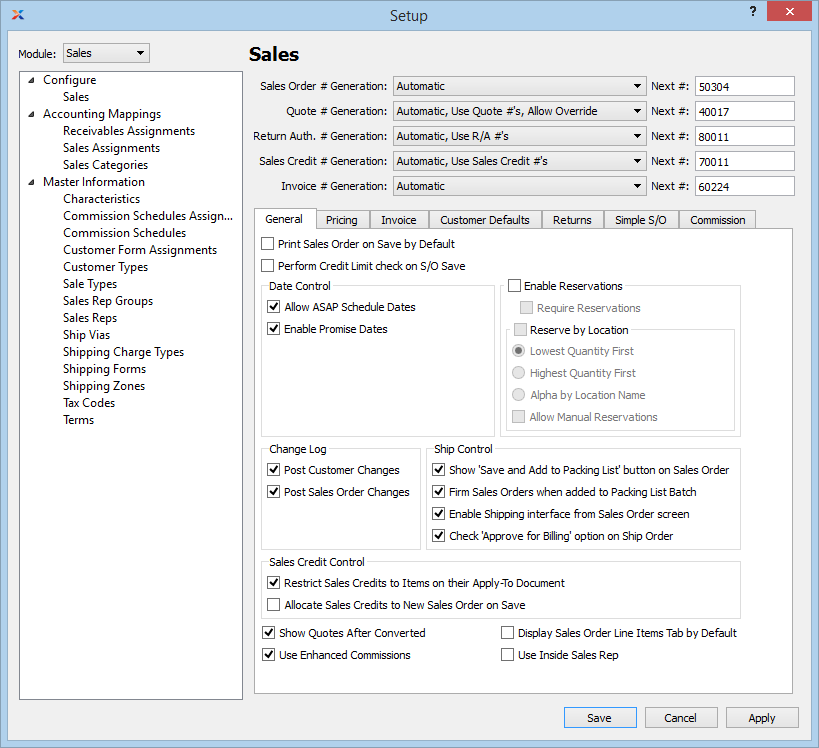 Setup
?
Module: Sales
Configure
Sales
Accounting Mappings
Receivables Assignments
Sales Assignments
Sales Categories
Master Information
Characteristics
Commission Schedules Assign...
Commission Schedules
Customer Form Assignments
Customer Types
Sale Types
Sales Rep Groups
Sales Reps
Ship Vias
Shipping Charge Types
Shipping Forms
Shipping Zones
Tax Codes
Terms
Sales
Sales Order # Generation: Automatic Next #: 50304
Quote # Generation: Automatic, Use Quote #'s, Allow Override Next #: 40017
Return Auth. # Generation: Automatic, Use R/A #'s Next #: 80011
Sales Credit # Generation: Automatic, Use Sales Credit #'s Next #: 70011
Invoice # Generation: Automatic Next #: 60224
General Pricing Invoice Customer Defaults Returns Simple S/O Commission
Print Sales Order on Save by Default
Perform Credit Limit check on S/O Save
Date Control
Allow ASAP Schedule Dates
Enable Promise Dates
Enable Reservations
Require Reservations
Reserve by Location
Lowest Quantity First
Highest Quantity First
Alpha by Location Name
Allow Manual Reservations
Change Log
Post Customer Changes
Post Sales Order Changes
Ship Control
Show 'Save and Add to Packing List' button on Sales Order
Firm Sales Orders when added to Packing List Batch
Enable Shipping interface from Sales Order screen
Check 'Approve for Billing' option on Ship Order
Sales Credit Control
Restrict Sales Credits to Items on their Apply-To Document
Allocate Sales Credits to New Sales Order on Save
Show Quotes After Converted
Display Sales Order Line Items Tab by Default
Use Enhanced Commissions
Use Inside Sales Rep
Save Cancel Apply